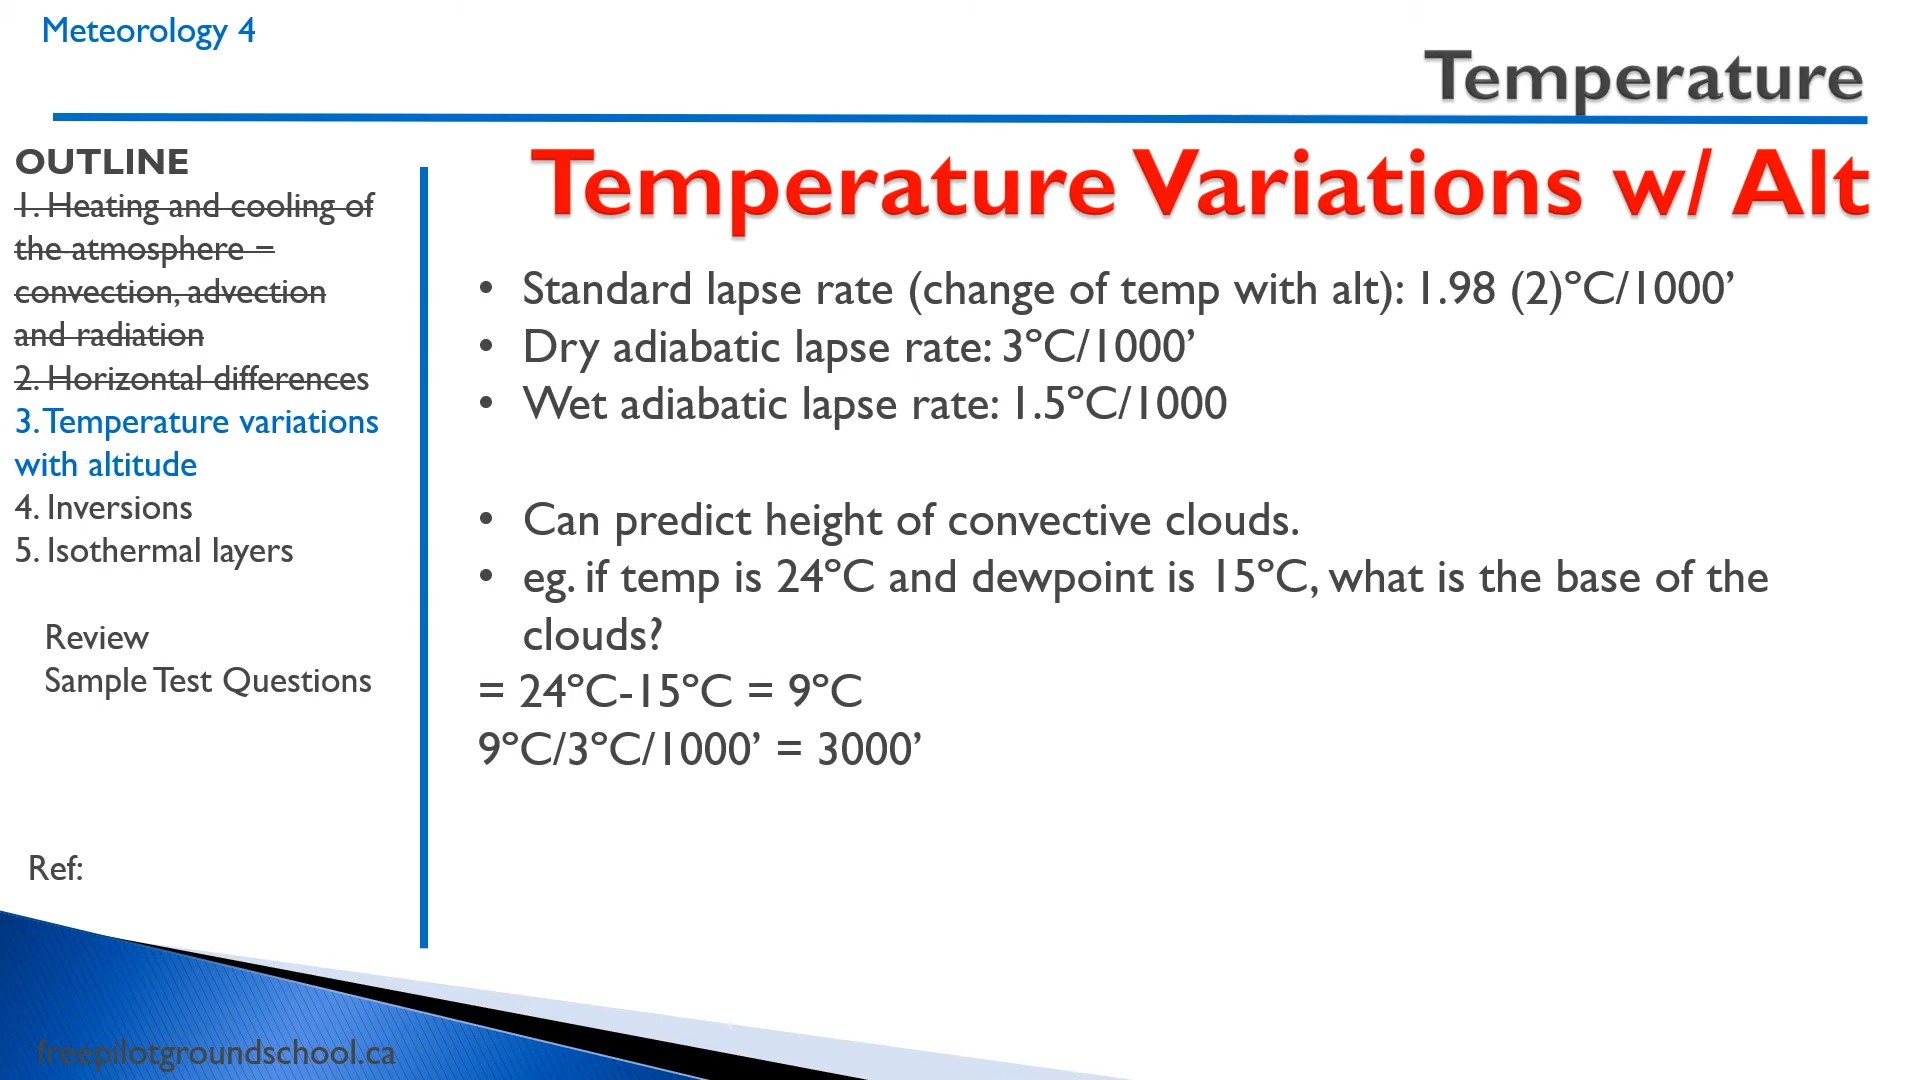 Meteorology 4
Temperature
OUTLINE
1. Heating and cooling of
the atmosphere –
convection, advection
and radiation
2. Horizontal differences
3. Temperature variations
with altitude
4. Inversions
5. Isothermal layers
Review
Sample Test Questions
Ref:
freepilotgroundschool.ca
Temperature Variations w/ Alt
• Standard lapse rate (change of temp with alt): 1.98 (2)°C/1000’
• Dry adiabatic lapse rate: 3°C/1000’
• Wet adiabatic lapse rate: 1.5°C/1000
• Can predict height of convective clouds.
• eg. if temp is 24°C and dewpoint is 15°C, what is the base of the
clouds?
= 24°C-15°C = 9°C
9°C/3°C/1000’ = 3000’